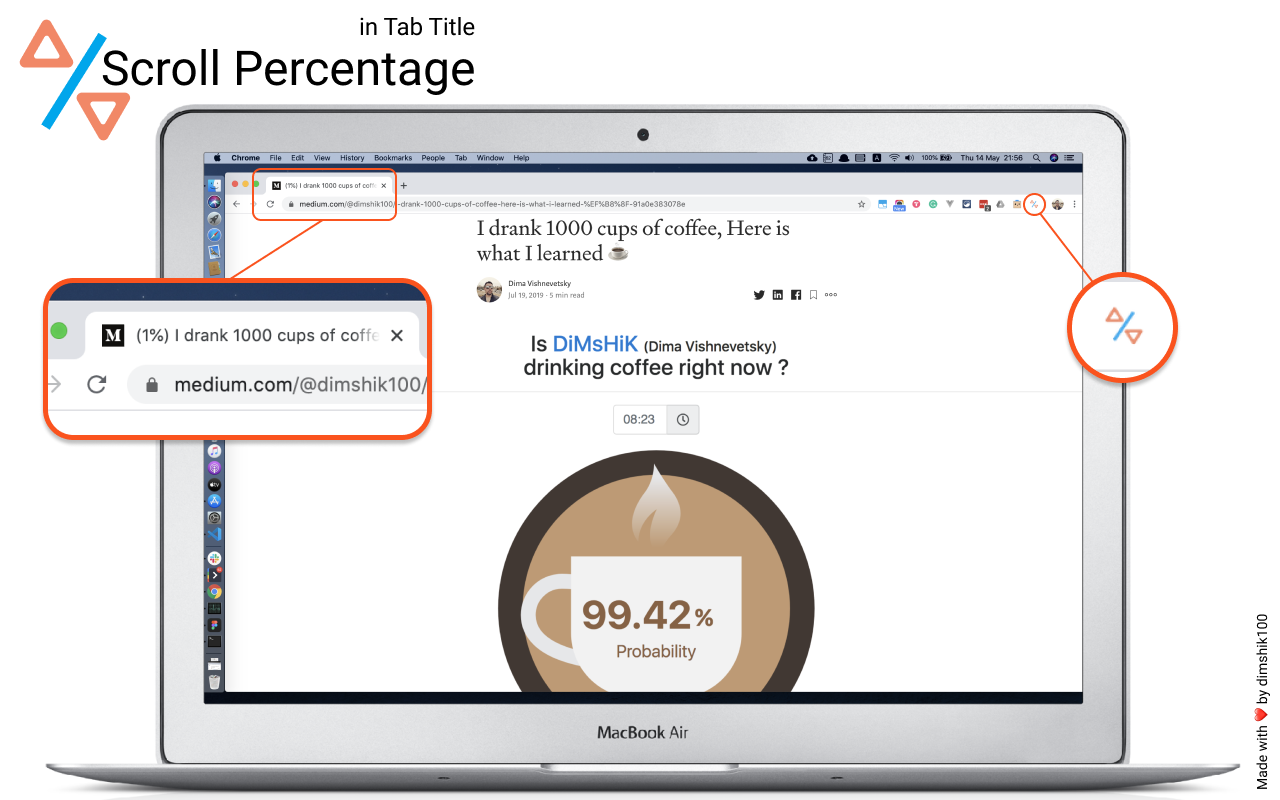 in Tab Title
Scroll Percentage
Chrome File Edit View History Bookmarks People Tab Window Help
100% Thu 14 May 21:56
(1%) I drank 1000 cups of coffe
medium.com/@dimshik100/i-drank-1000-cups-of-coffee-here-is-what-i-learned-%EF%B8%8F-91a0e383078e
I drank 1000 cups of coffee, Here is
what I learned ☕
Dima Vishnevetsky
Jul 19, 2019 · 5 min read
(1%) I drank 1000 cups of coffe
medium.com/@dimshik100/
Is DiMsHiK (Dima Vishnevetsky)
drinking coffee right now ?
08:23
99.42%
Probability
MacBook Air
Made with ❤️ by dimshik100